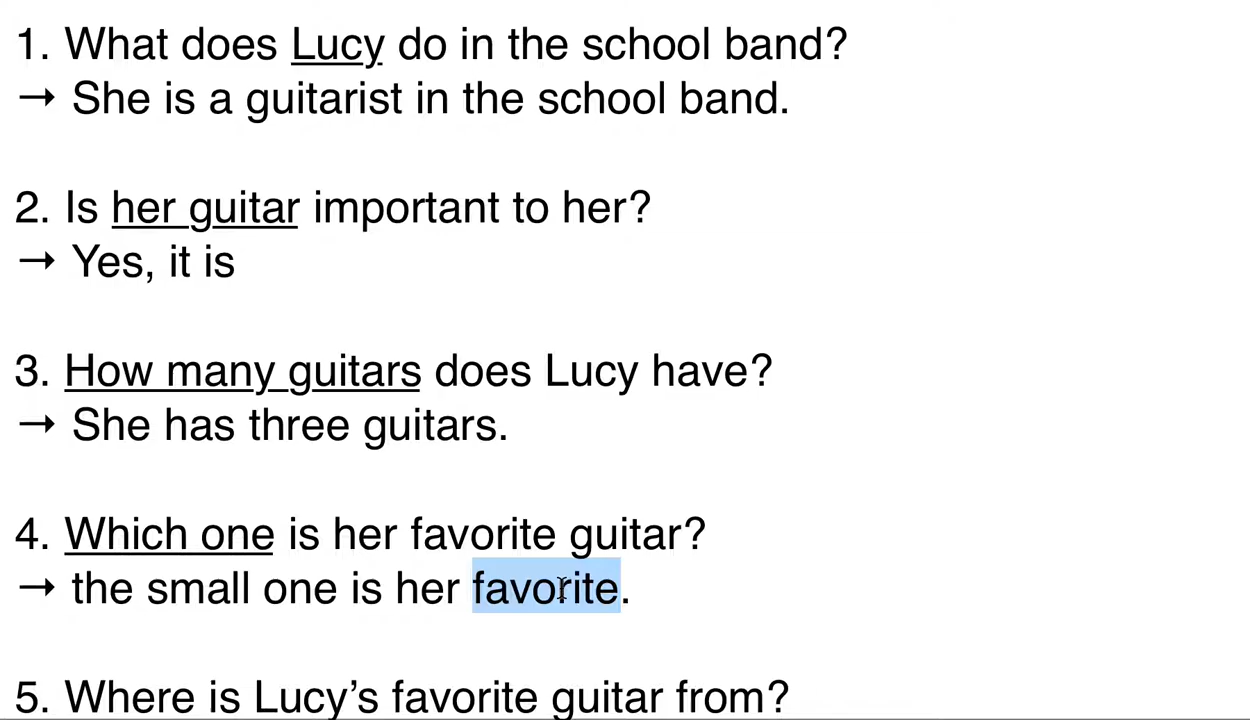 1. What does Lucy do in the school band?
→ She is a guitarist in the school band.
2. Is her guitar important to her?
→ Yes, it is
3. How many guitars does Lucy have?
→ She has three guitars.
4. Which one is her favorite guitar?
→ the small one is her favorite.
5. Where is Lucy’s favorite guitar from?